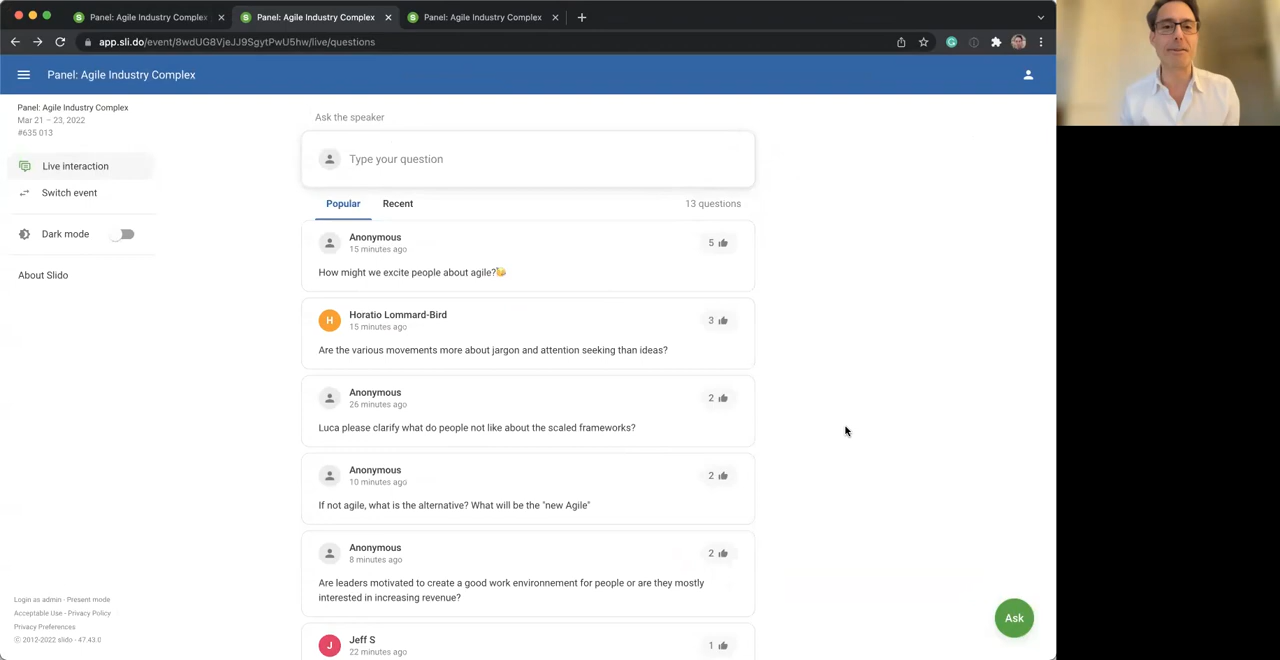 Panel: Agile Industry Complex
Panel: Agile Industry Complex
Panel: Agile Industry Complex
app.sli.do/event/8wdUG8VjeJJ9SgytPwU5hw/live/questions
Panel: Agile Industry Complex
Panel: Agile Industry Complex
Mar 21 – 23, 2022
#635 013
Live interaction
Switch event
Dark mode
About Slido
Ask the speaker
Type your question
Popular Recent 13 questions
Anonymous
15 minutes ago
5
How might we excite people about agile?
H Horatio Lommard-Bird
15 minutes ago
3
Are the various movements more about jargon and attention seeking than ideas?
Anonymous
26 minutes ago
2
Luca please clarify what do people not like about the scaled frameworks?
Anonymous
10 minutes ago
2
If not agile, what is the alternative? What will be the "new Agile"
Anonymous
8 minutes ago
2
Are leaders motivated to create a good work environnement for people or are they mostly
interested in increasing revenue?
J Jeff S
22 minutes ago
1
Login as admin - Present mode
Acceptable Use - Privacy Policy
Privacy Preferences
© 2012-2022 slido - 47.43.0
Ask